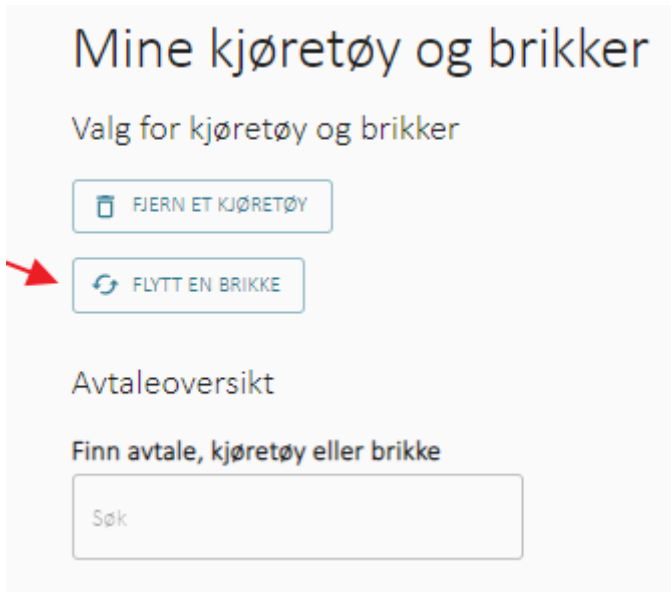 Mine kjøretøy og brikker
Valg for kjøretøy og brikker
FJERN ET KJØRETØY
FLYTT EN BRIKKE
Avtaleoversikt
Finn avtale, kjøretøy eller brikke
Søk